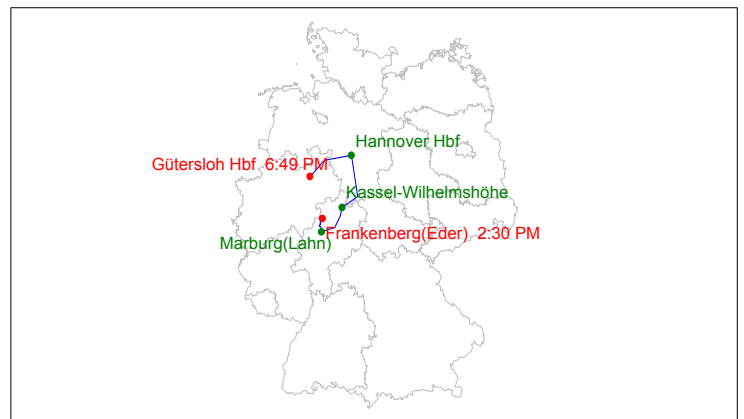 Hannover Hbf
Gütersloh Hbf  6:49 PM
Kassel-Wilhelmshöhe
Frankenberg(Eder)  2:30 PM
Marburg(Lahn)